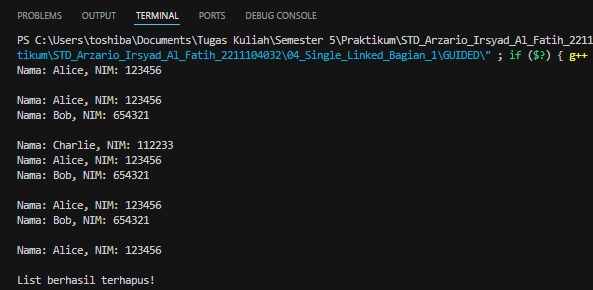 PROBLEMS OUTPUT TERMINAL PORTS DEBUG CONSOLE
PS C:\Users\toshiba\Documents\Tugas Kuliah\Semester 5\Praktikum\STD_Arzario_Irsyad_Al_Fatih_2211
tikum\STD_Arzario_Irsyad_Al_Fatih_2211104032\04_Single_Linked_Bagian_1\GUIDED\" ; if ($?) { g++
Nama: Alice, NIM: 123456
Nama: Alice, NIM: 123456
Nama: Bob, NIM: 654321
Nama: Charlie, NIM: 112233
Nama: Alice, NIM: 123456
Nama: Bob, NIM: 654321
Nama: Alice, NIM: 123456
Nama: Bob, NIM: 654321
Nama: Alice, NIM: 123456
List berhasil terhapus!